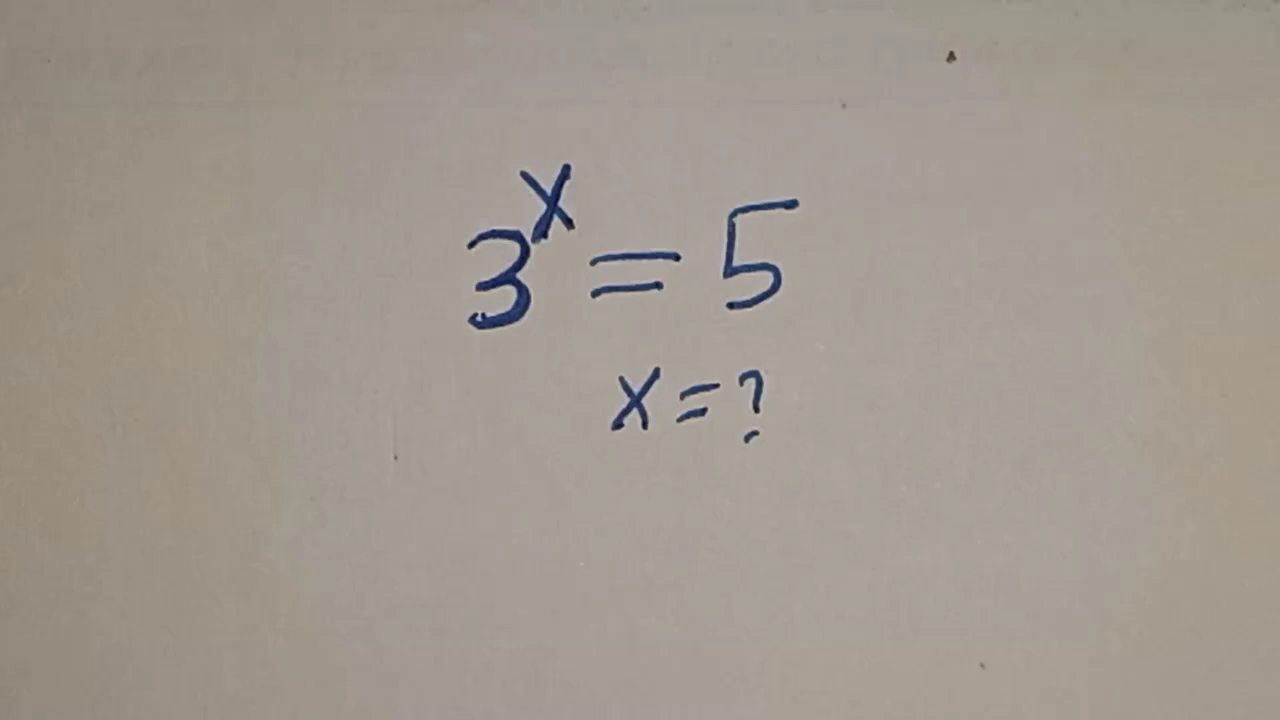 3^x = 5
x = ?